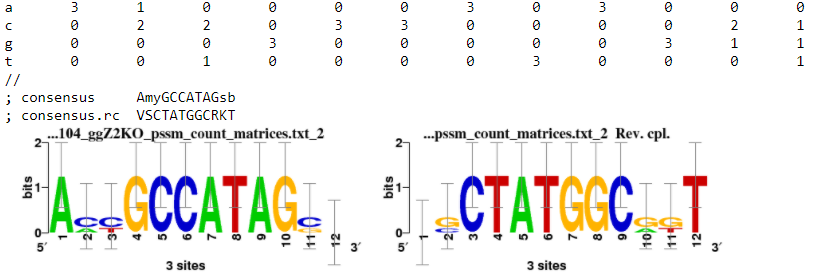 a 3 1 0 0 0 0 3 0 3 0 0 0
c 0 2 2 0 3 3 0 0 0 0 2 1
g 0 0 0 3 0 0 0 0 0 3 1 1
t 0 0 1 0 0 0 0 3 0 0 0 1
//
; consensus AmyGCCATAGsb
; consensus.rc VSCTATGGCRKT
...104_ggZ2KO_pssm_count_matrices.txt_2
...pssm_count_matrices.txt_2 Rev. cpl.
2
1
0
bits
ACCGCCATAGC
5′ 1 2 3 4 5 6 7 8 9 10 11 12 3′
3 sites
2
1
0
bits
GCTATGGCGGT
5′ 1 2 3 4 5 6 7 8 9 10 11 12 3′
3 sites